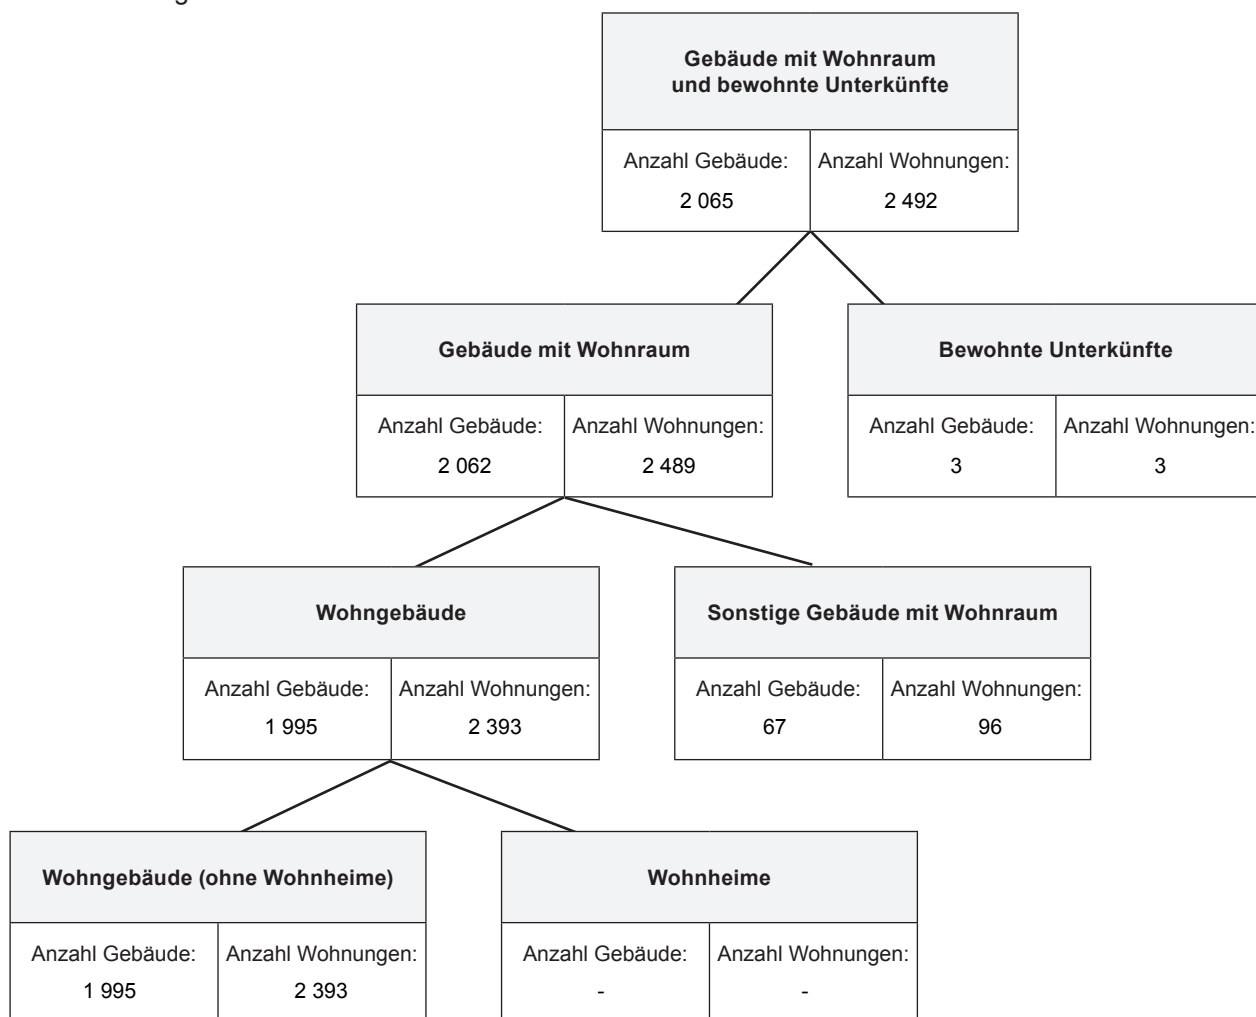 Gebäude mit Wohnraum
und bewohnte Unterkünfte
Anzahl Gebäude: Anzahl Wohnungen:
2 065 2 492
Gebäude mit Wohnraum
Anzahl Gebäude: Anzahl Wohnungen:
2 062 2 489
Bewohnte Unterkünfte
Anzahl Gebäude: Anzahl Wohnungen:
3 3
Wohngebäude
Anzahl Gebäude: Anzahl Wohnungen:
1 995 2 393
Sonstige Gebäude mit Wohnraum
Anzahl Gebäude: Anzahl Wohnungen:
67 96
Wohngebäude (ohne Wohnheime)
Anzahl Gebäude: Anzahl Wohnungen:
1 995 2 393
Wohnheime
Anzahl Gebäude: Anzahl Wohnungen:
- -